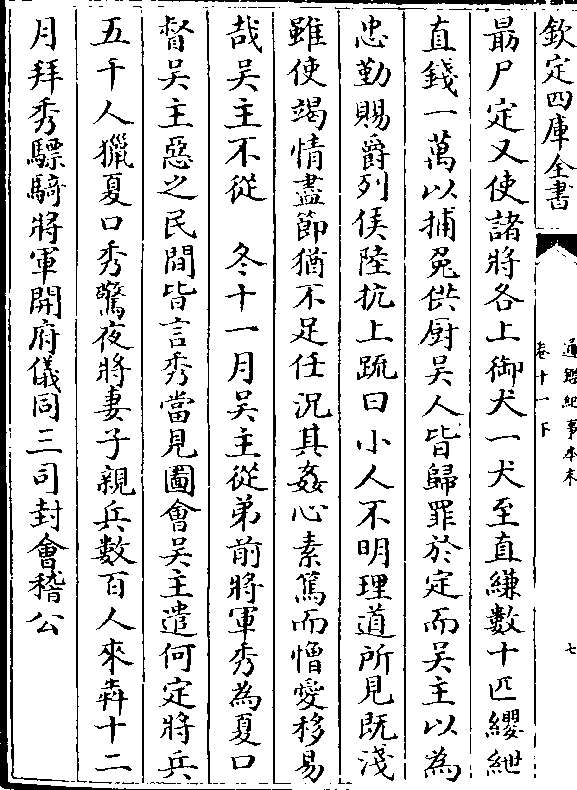 欽定四庫全書
通鑑紀事本末
卷十一下
七
最尸定又使諸將各上御犬一犬至直縑數十匹纓紲
直錢一萬以捕兔供厨吳人皆歸罪於定而吳主以為
忠勤賜爵列侯陸抗上疏曰小人不明理道所見既淺
雖使竭情盡節猶不足任況其姦心素篤而憎愛移易
哉吳主不從　冬十一月吳主從弟前將軍秀為夏口
督吳主惡之民間皆言秀當見圖會吳主遣何定將兵
五千人獵夏口秀驚夜將妻子親兵數百人來犇十二
月拜秀驃騎將軍開府儀同三司封會稽公